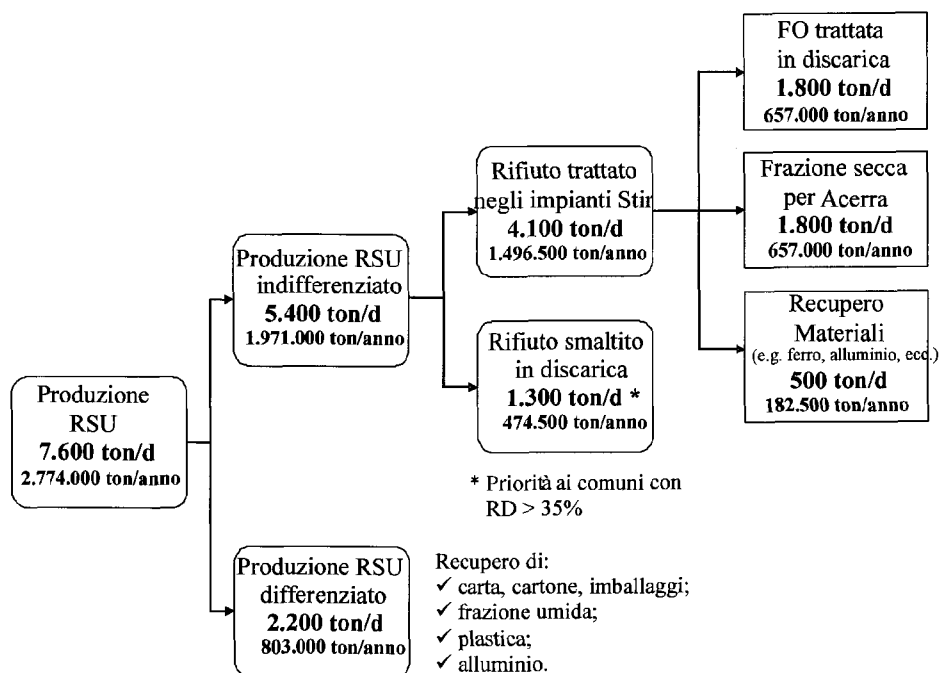 Produzione
RSU
7.600 ton/d
2.774.000 ton/anno
Produzione RSU
indifferenziato
5.400 ton/d
1.971.000 ton/anno
Produzione RSU
differenziato
2.200 ton/d
803.000 ton/anno
Rifiuto trattato
negli impianti Stir
4.100 ton/d
1.496.500 ton/anno
Rifiuto smaltito
in discarica
1.300 ton/d *
474.500 ton/anno
* Priorità ai comuni con
RD > 35%
Recupero di:
✓ carta, cartone, imballaggi;
✓ frazione umida;
✓ plastica;
✓ alluminio.
FO trattata
in discarica
1.800 ton/d
657.000 ton/anno
Frazione secca
per Acerra
1.800 ton/d
657.000 ton/anno
Recupero
Materiali
(e.g. ferro, alluminio, ecc.)
500 ton/d
182.500 ton/anno